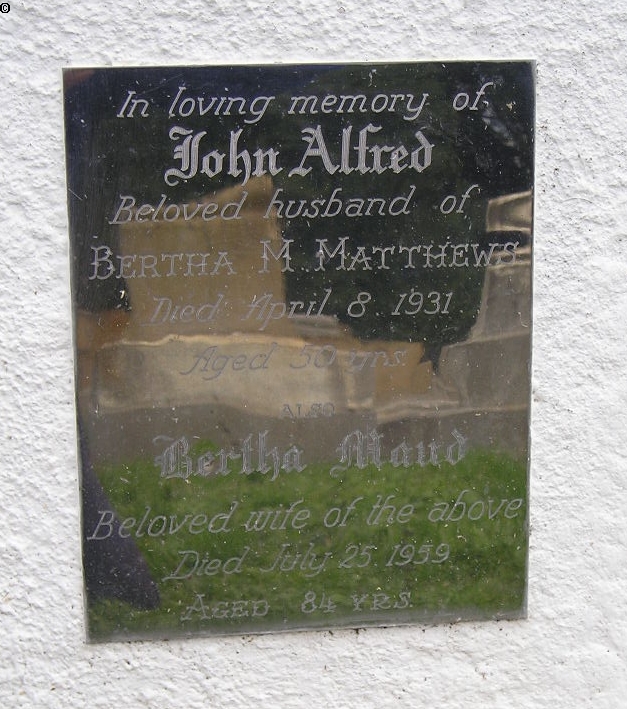 ©
In loving memory of
John Alfred
Beloved husband of
BERTHA M. MATTHEWS
Died April 8 1931
Aged 50 yrs.
ALSO
Bertha Maud
Beloved wife of the above
Died July 25 1959
AGED 84 YRS.